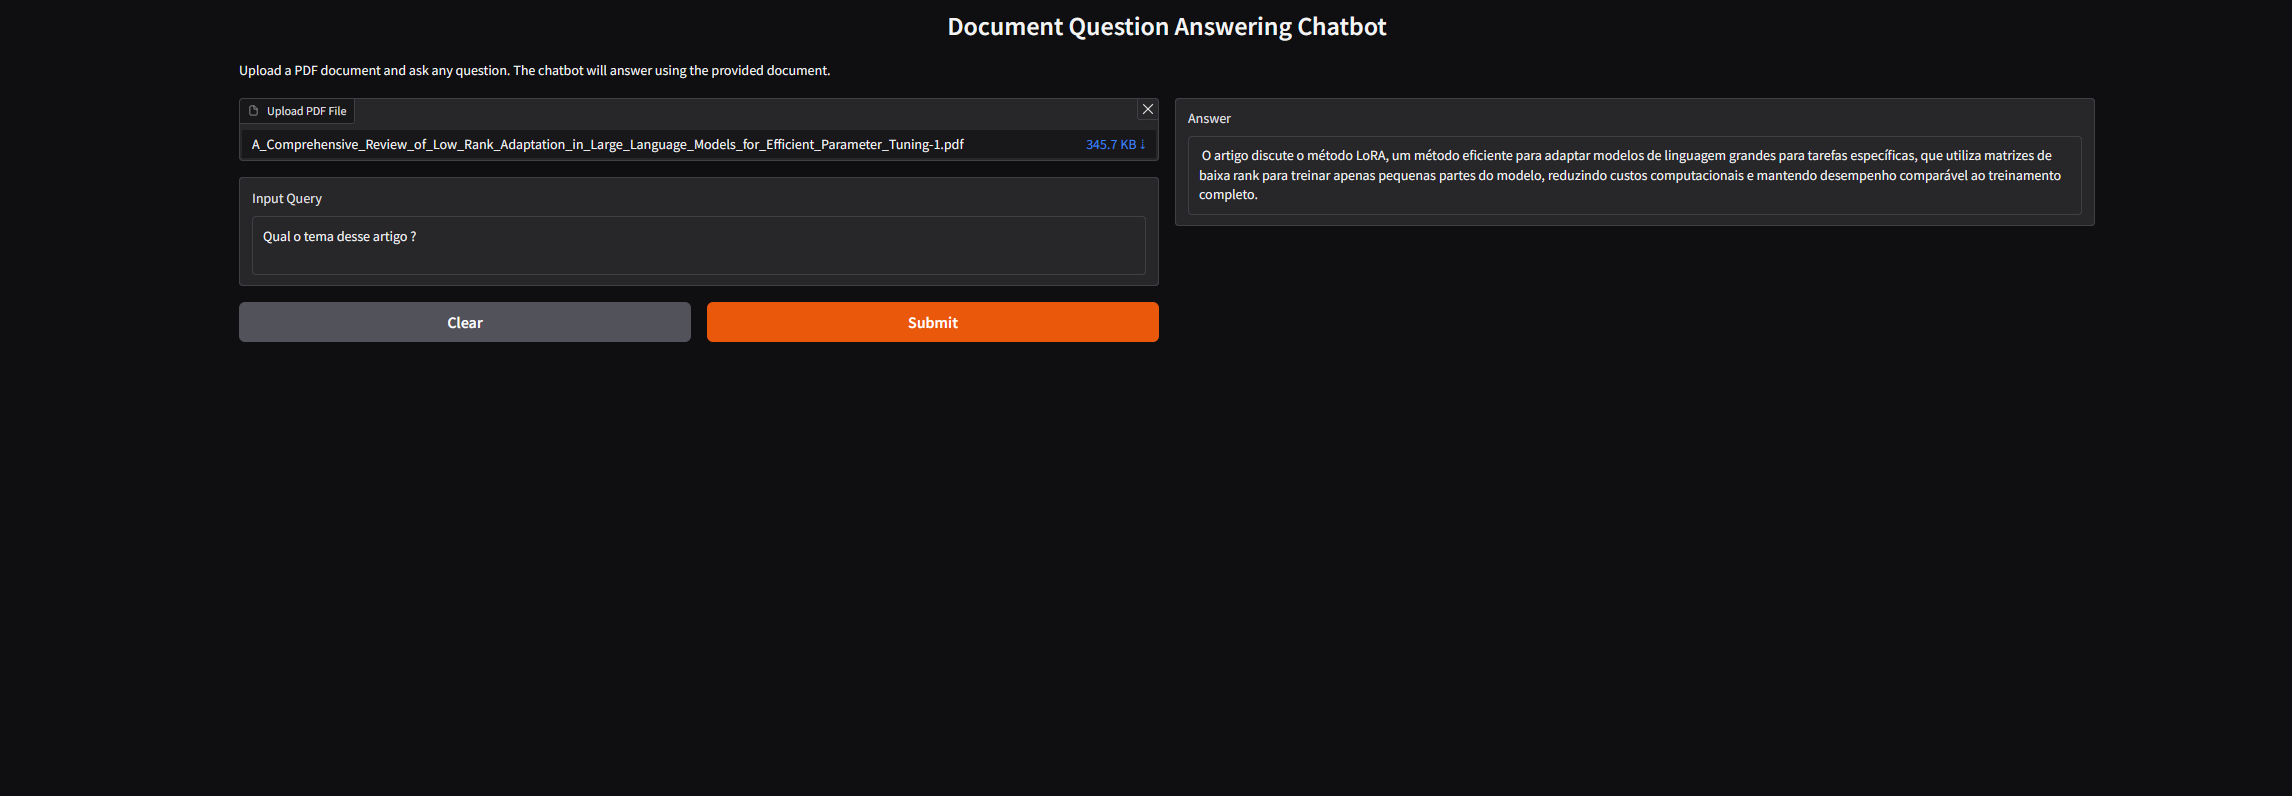 Document Question Answering Chatbot
Upload a PDF document and ask any question. The chatbot will answer using the provided document.
Upload PDF File
A_Comprehensive_Review_of_Low_Rank_Adaptation_in_Large_Language_Models_for_Efficient_Parameter_Tuning-1.pdf 345.7 KB ↓
Input Query
Qual o tema desse artigo ?
Clear
Submit
Answer
O artigo discute o método LoRA, um método eficiente para adaptar modelos de linguagem grandes para tarefas específicas, que utiliza matrizes de
baixa rank para treinar apenas pequenas partes do modelo, reduzindo custos computacionais e mantendo desempenho comparável ao treinamento
completo.